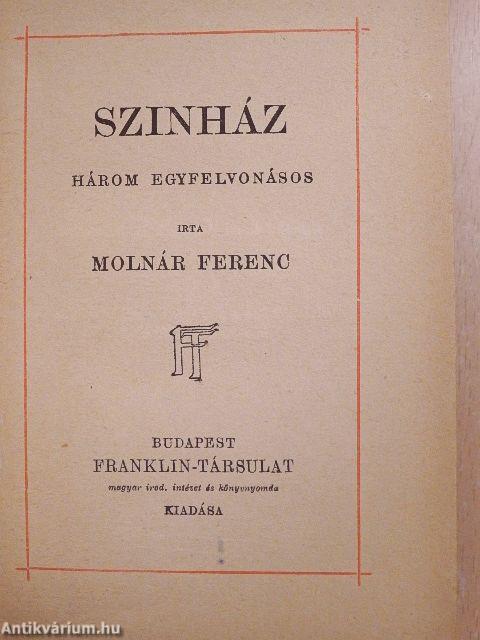 SZINHÁZ
HÁROM EGYFELVONÁSOS
IRTA
MOLNÁR FERENC
FT
BUDAPEST
FRANKLIN-TÁRSULAT
magyar irod. intézet és könyvnyomda
KIADÁSA
Antikvárium.hu